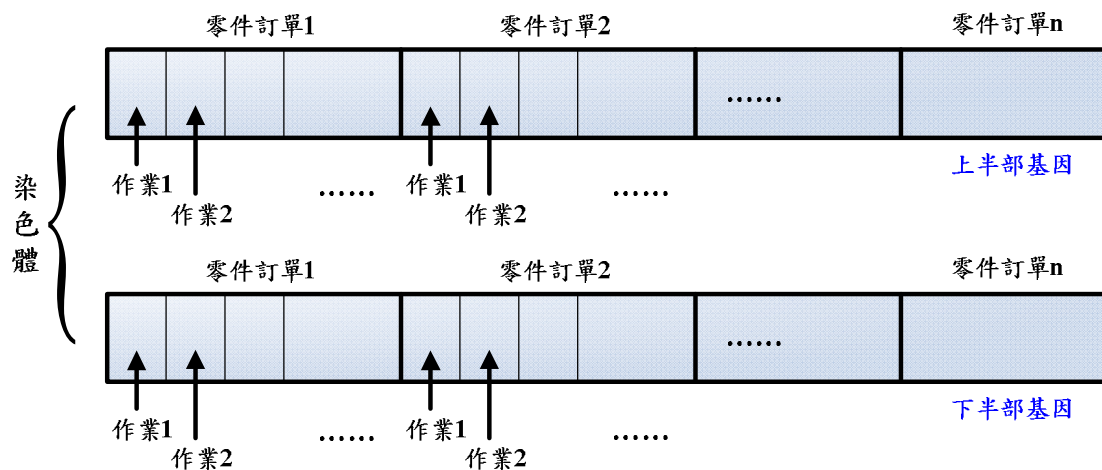 零件訂單1 零件訂單2 零件訂單n
......
上半部基因
作業1 ...... 作業1 ......
作業2 作業2
染色體
零件訂單1 零件訂單2 零件訂單n
......
下半部基因
作業1 ...... 作業1 ......
作業2 作業2